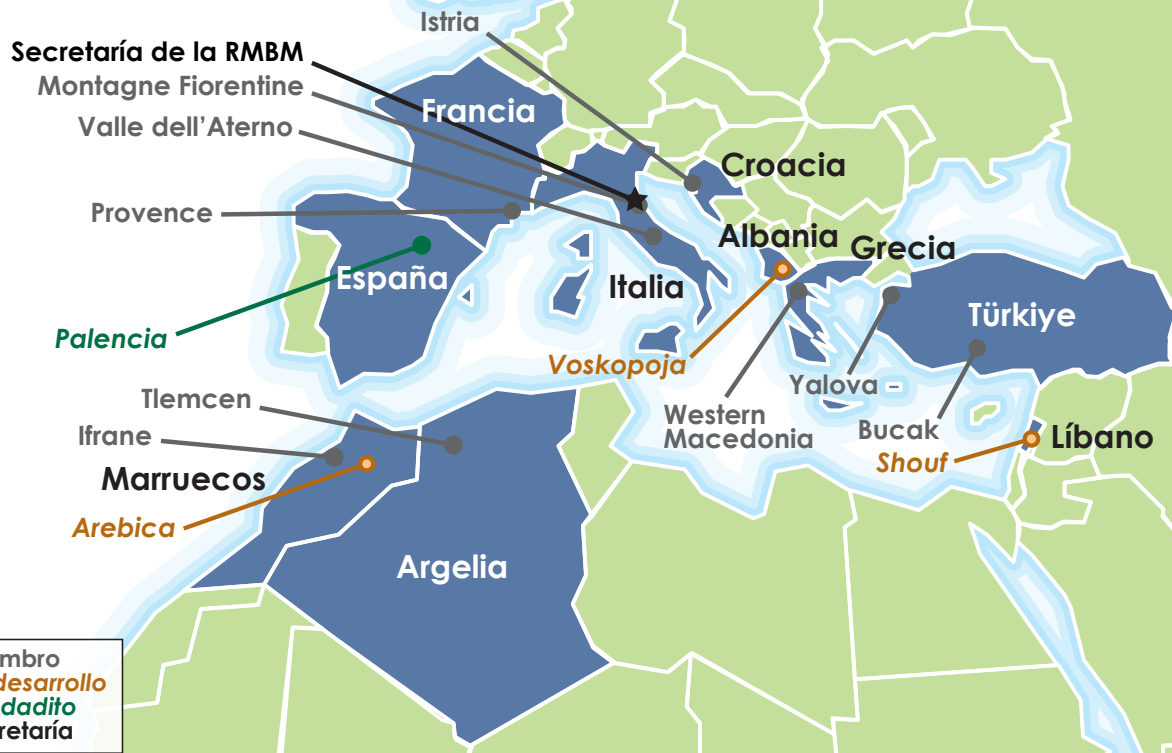 Istria
Secretaría de la RMBM
Montagne Fiorentine
Francia
Valle dell’Aterno
Croacia
Provence
Albania
Grecia
España
Italia
Türkiye
Palencia
Voskopoja
Yalova –
Tlemcen
Western
Macedonia
Bucak
Ifrane
Líbano
Shouf
Marruecos
Arebica
Argelia
mbro
desarrollo
dadito
retaría